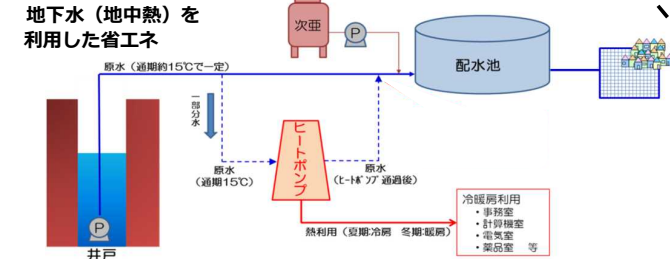 地下水（地中熱）を
利用した省エネ
次亜
P
配水池
原水（通期約15℃で一定）
一部分水
ヒートポンプ
原水
（通期15℃）
原水
（ﾋｰﾄﾎﾟﾝﾌﾟ通過後）
冷暖房利用
・事務室
・計算機室
・電気室
・薬品室　等
熱利用（夏期:冷房　冬期:暖房）
P
井戸